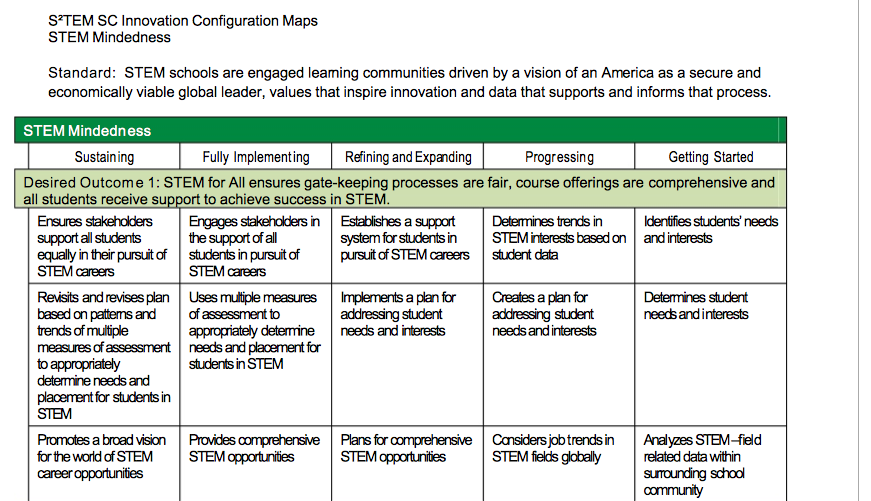 S²TEM SC Innovation Configuration Maps
STEM Mindedness
Standard: STEM schools are engaged learning communities driven by a vision of an America as a secure and
economically viable global leader, values that inspire innovation and data that supports and informs that process.
STEM Mindedness
Sustaining
Fully Implementing
Refining and Expanding
Progressing
Getting Started
Desired Outcome 1: STEM for All ensures gate-keeping processes are fair, course offerings are comprehensive and
all students receive support to achieve success in STEM.
Ensures stakeholders
support all students
equally in their pursuit of
STEM careers
Engages stakeholders in
the support of all
students in pursuit of
STEM careers
Establishes a support
system for students in
pursuit of STEM careers
Determines trends in
STEM interests based on
student data
Identifies students' needs
and interests
Revisits and revises plan
based on patterns and
trends of multiple
measures of assessment
to appropriately
determine needs and
placement for students in
STEM
Uses multiple measures
of assessment to
appropriately determine
needs and placement for
students in STEM
Implements a plan for
addressing student
needs and interests
Creates a plan for
addressing student
needs and interests
Determines student
needs and interests
Promotes a broad vision
for the world of STEM
career opportunities
Provides comprehensive
STEM opportunities
Plans for comprehensive
STEM opportunities
Considers job trends in
STEM fields globally
Analyzes STEM–field
related data within
surrounding school
community